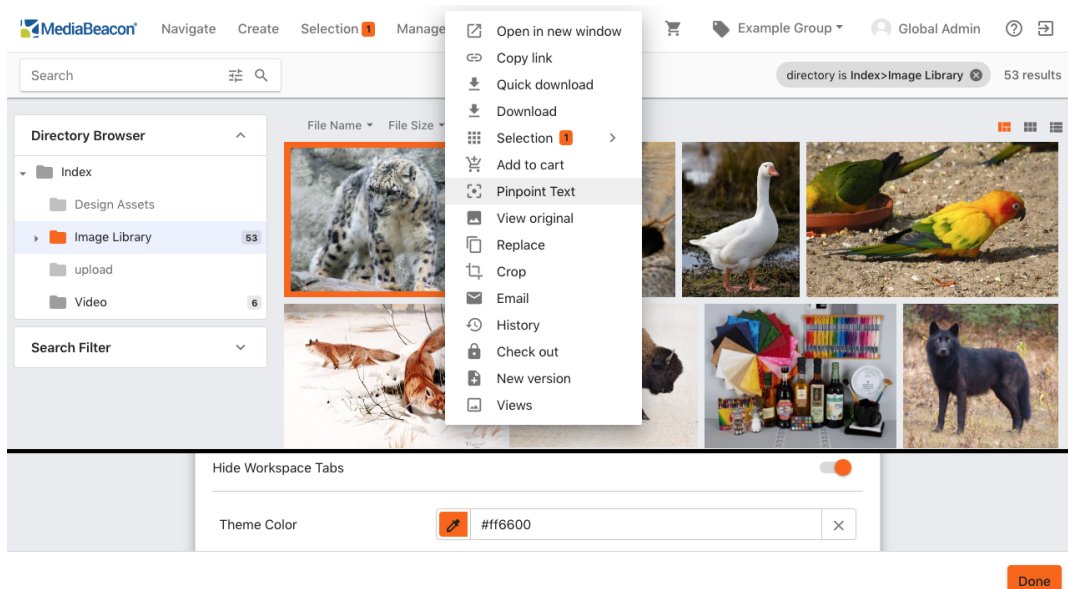 MediaBeacon® Navigate Create Selection 1 Manage Example Group Global Admin
Search directory is Index>Image Library 53 results
Directory Browser
Index
Design Assets
Image Library 53
upload
Video 6
Search Filter
File Name File Size
Open in new window
Copy link
Quick download
Download
Selection 1
Add to cart
Pinpoint Text
View original
Replace
Crop
Email
History
Check out
New version
Views
Hide Workspace Tabs
Theme Color #ff6600
Done